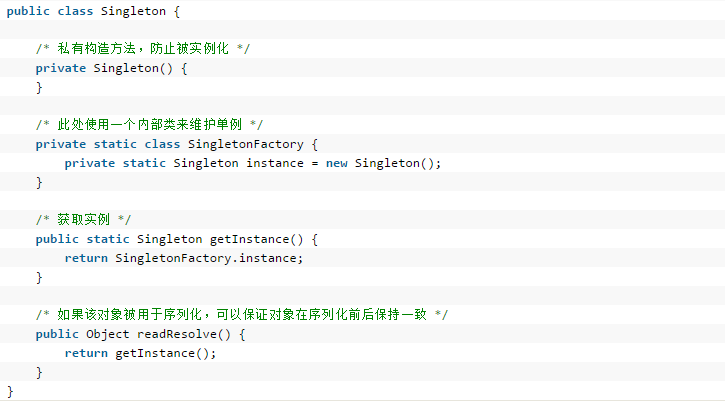 public class Singleton {
/* 私有构造方法，防止被实例化 */
private Singleton() {
}
/* 此处使用一个内部类来维护单例 */
private static class SingletonFactory {
private static Singleton instance = new Singleton();
}
/* 获取实例 */
public static Singleton getInstance() {
return SingletonFactory.instance;
}
/* 如果该对象被用于序列化，可以保证对象在序列化前后保持一致 */
public Object readResolve() {
return getInstance();
}
}